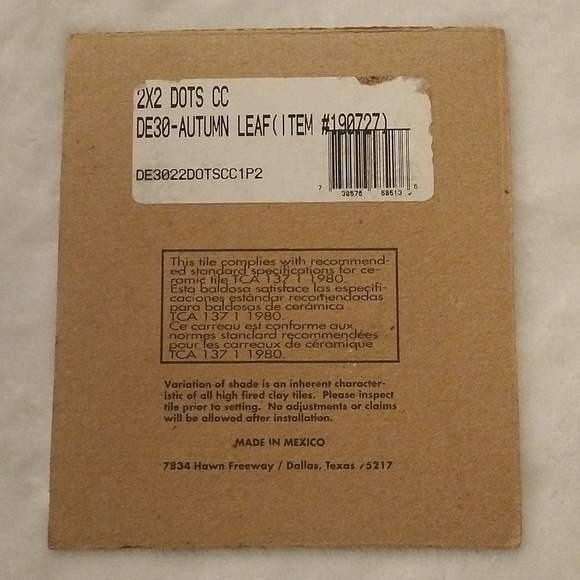 2X2 DOTS CC
DE30-AUTUMN LEAF(ITEM #190727)
DE3022DOTSCC1P2
7 30576 58513
This tile complies with recommend-
ed standard specifications for ce-
ramic tile TCA 137 1 1980.
Esta baldosa satisface las especifi-
caciones estándar recomendadas
para baldosas de cerámica
TCA 137 1 1980.
Ce carreau est conforme aux
normes standard recommendées
pour les carreaux de céramique
TCA 137 1 1980.
Variation of shade is an inherent character-
istic of all high fired clay tiles. Please inspect
tile prior to setting. No adjustments or claims
will be allowed after installation.
MADE IN MEXICO
7834 Hawn Freeway / Dallas, Texas 75217